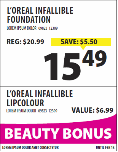 L'OREAL INFALLIBLE
FOUNDATION
REG: $20.99
SAVE: $5.50
15 49
L'OREAL INFALLIBLE
LIPCOLOUR
VALUE: $6.99
BEAUTY BONUS